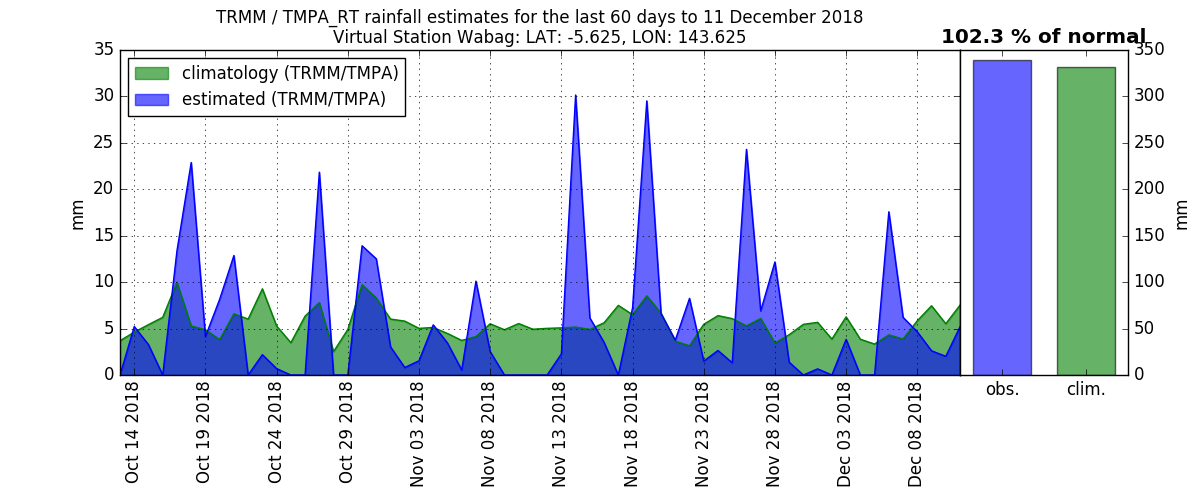 TRMM / TMPA_RT rainfall estimates for the last 60 days to 11 December 2018
Virtual Station Wabag: LAT: -5.625, LON: 143.625
102.3 % of normal
climatology (TRMM/TMPA)
estimated (TRMM/TMPA)
35
30
25
20
15
10
5
0
mm
Oct 14 2018
Oct 19 2018
Oct 24 2018
Oct 29 2018
Nov 03 2018
Nov 08 2018
Nov 13 2018
Nov 18 2018
Nov 23 2018
Nov 28 2018
Dec 03 2018
Dec 08 2018
350
300
250
200
150
100
50
0
mm
obs.
clim.